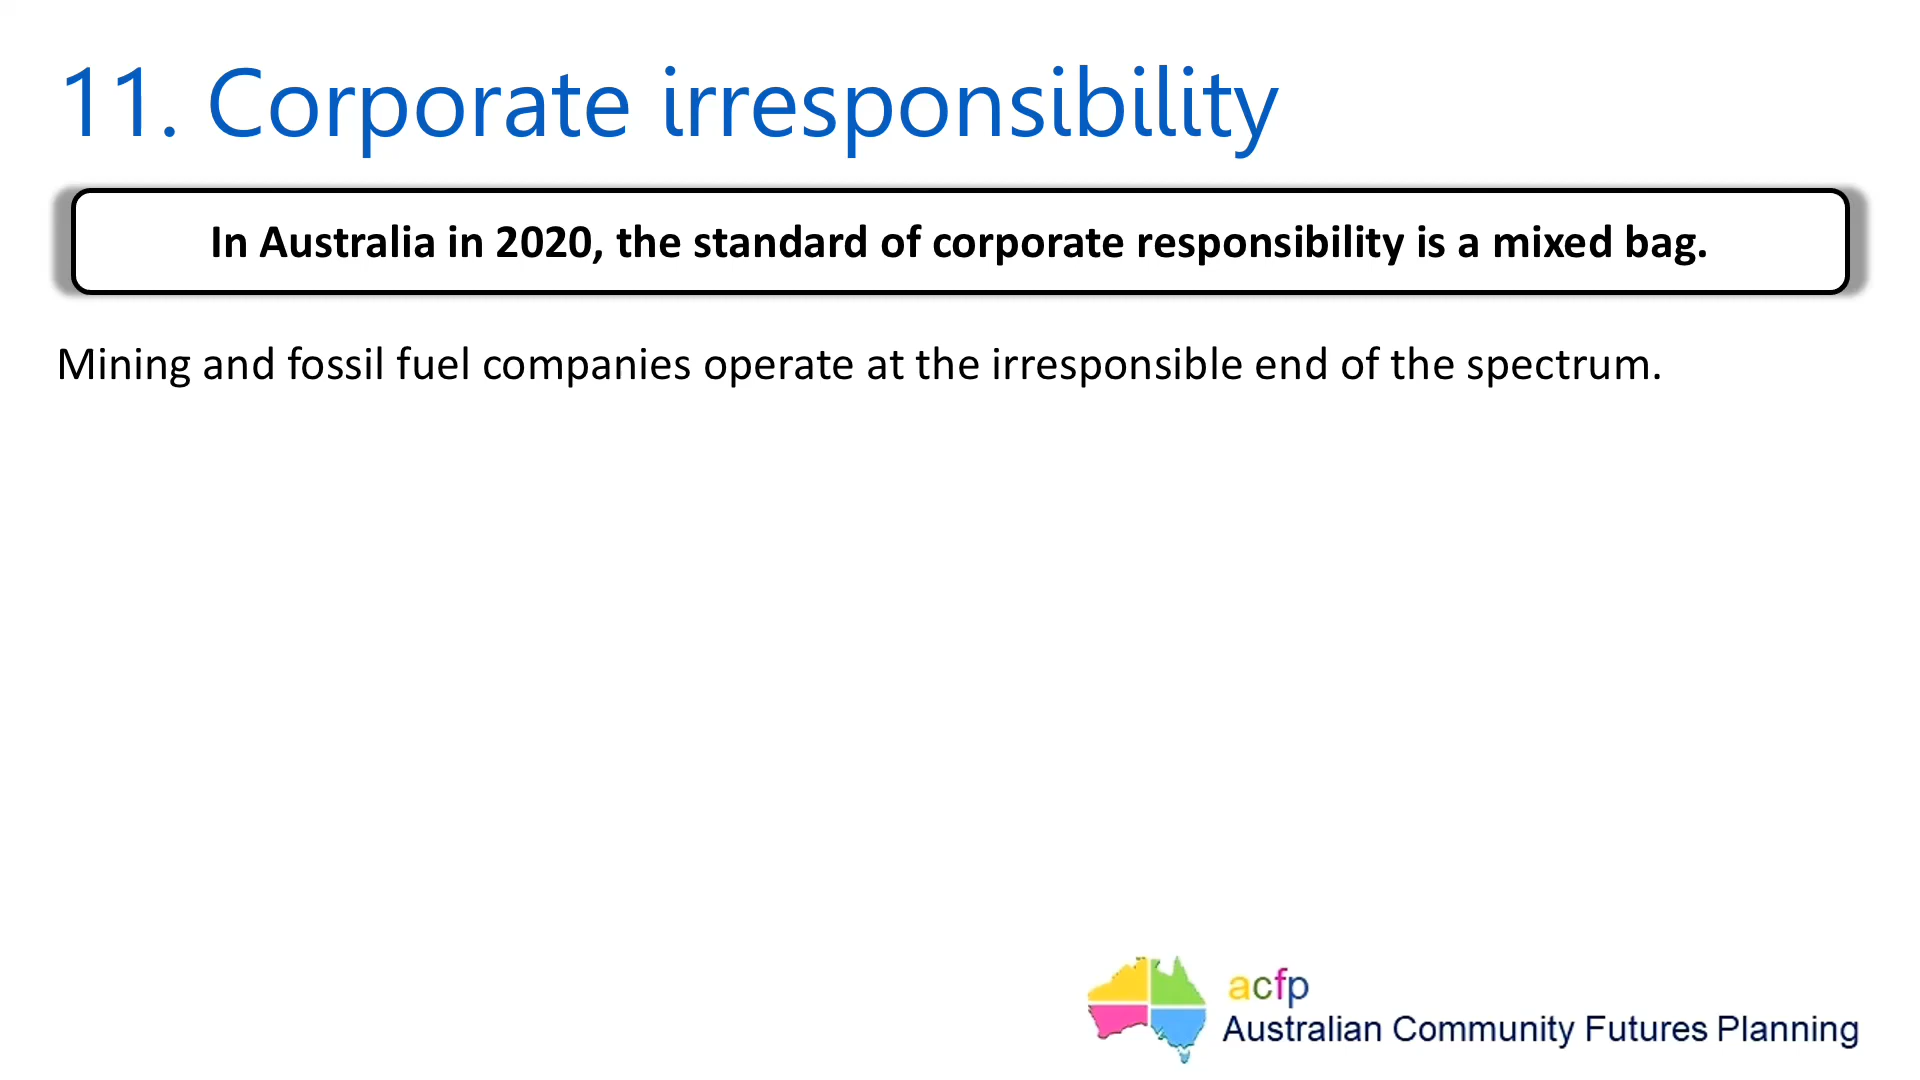 11. Corporate irresponsibility
In Australia in 2020, the standard of corporate responsibility is a mixed bag.
Mining and fossil fuel companies operate at the irresponsible end of the spectrum.
acfp
Australian Community Futures Planning